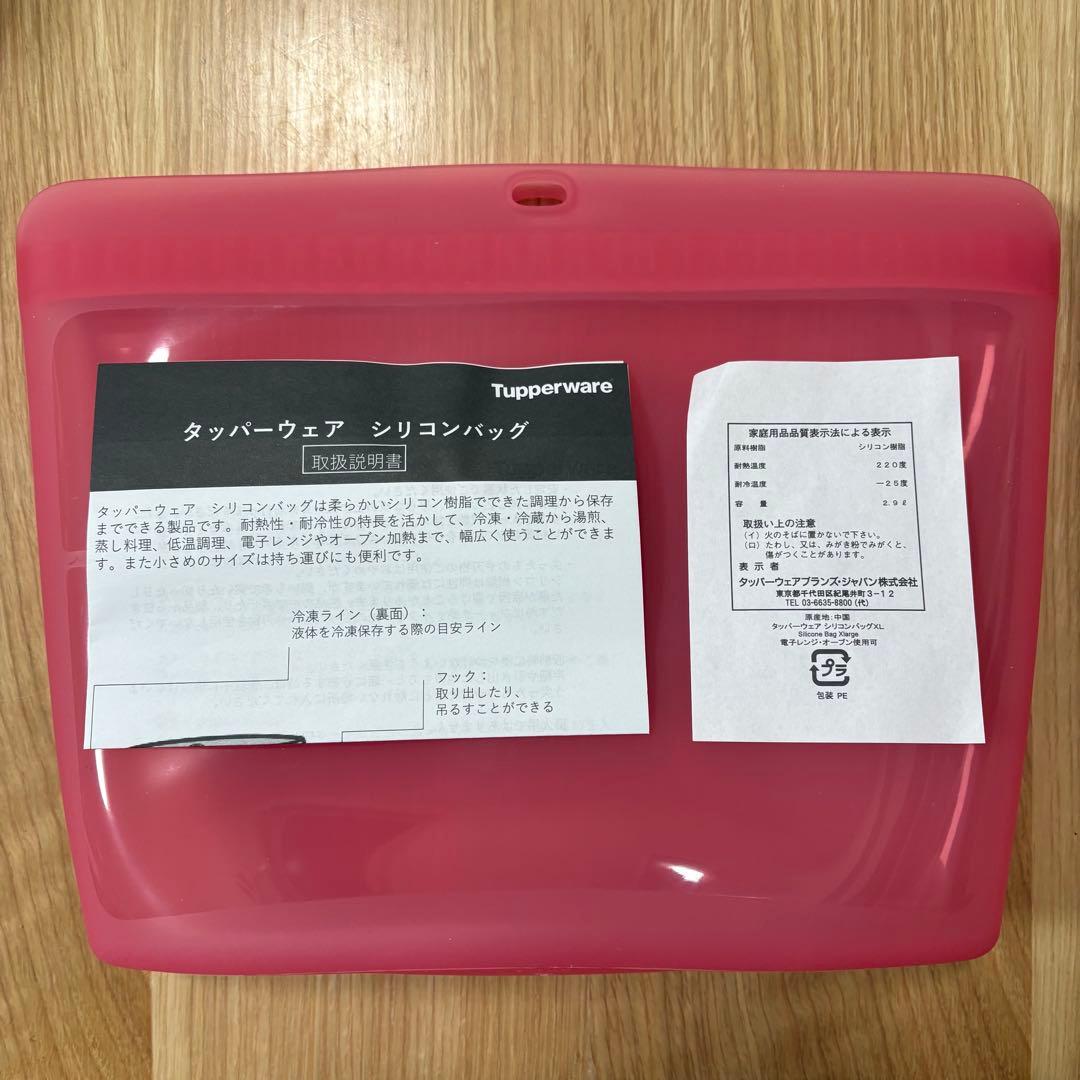 Tupperware
タッパーウェア シリコンバッグ
取扱説明書
タッパーウェア シリコンバッグは柔らかいシリコン樹脂でできた調理から保存
までできる製品です。耐熱性・耐冷性の特長を活かして、冷凍・冷蔵から湯煎、
蒸し料理、低温調理、電子レンジやオーブン加熱まで、幅広く使うことができま
す。また小さめのサイズは持ち運びにも便利です。
冷凍ライン（裏面）：
液体を冷凍保存する際の目安ライン
フック：
取り出したり、
吊るすことができる
家庭用品品質表示法による表示
原料樹脂 シリコン樹脂
耐熱温度 220度
耐冷温度 −25度
容量 2.9ℓ
取扱い上の注意
（イ）火のそばに置かないで下さい。
（ロ）たわし、又は、みがき粉でみがくと、
傷がつくことがあります。
表示者
タッパーウェアブランズ・ジャパン株式会社
東京都千代田区紀尾井町3−12
TEL 03-6635-8800 (代)
原産地:中国
タッパーウェア シリコンバッグXL
Silicone Bag Xlarge
電子レンジ・オーブン使用可
プラ
包装 PE